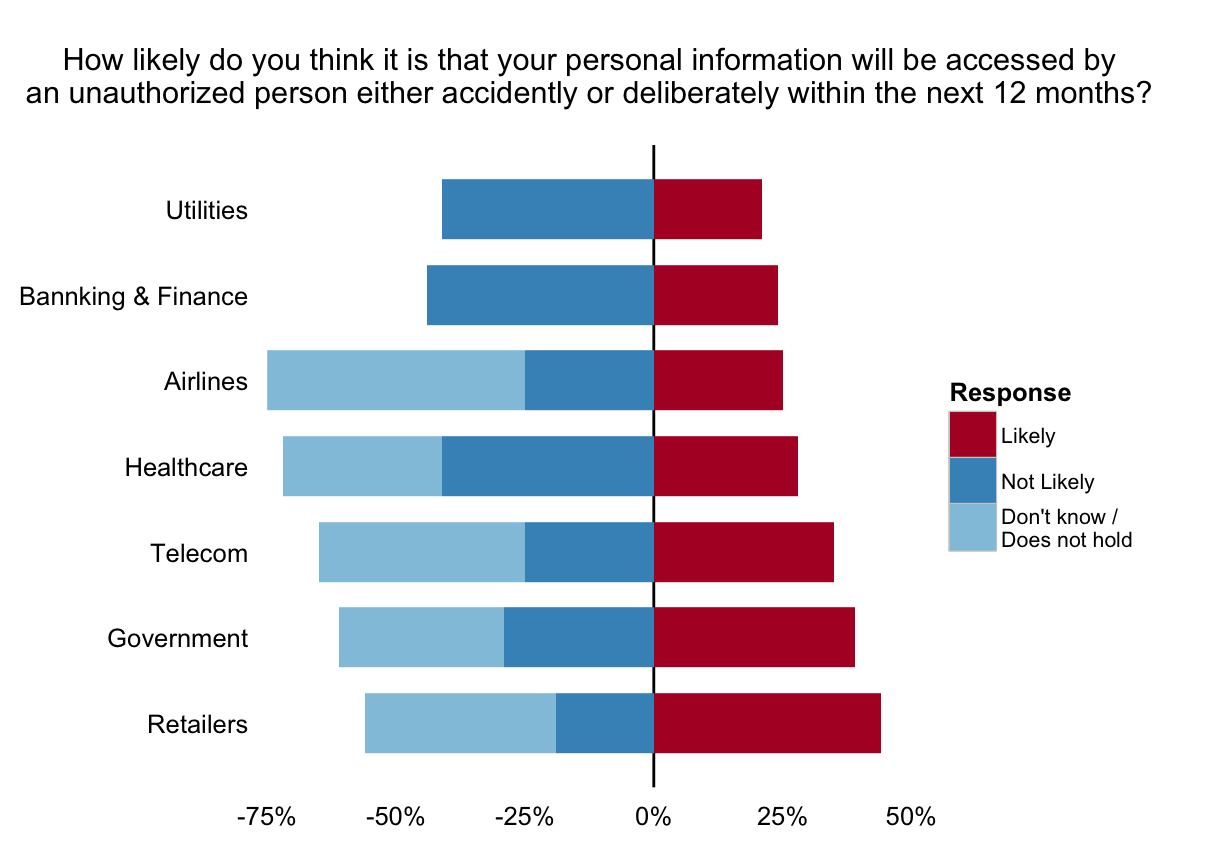 How likely do you think it is that your personal information will be accessed by
an unauthorized person either accidently or deliberately within the next 12 months?
Utilities
Bannking & Finance
Airlines
Healthcare
Telecom
Government
Retailers
Response
Likely
Not Likely
Don't know /
Does not hold
-75% -50% -25% 0% 25% 50%